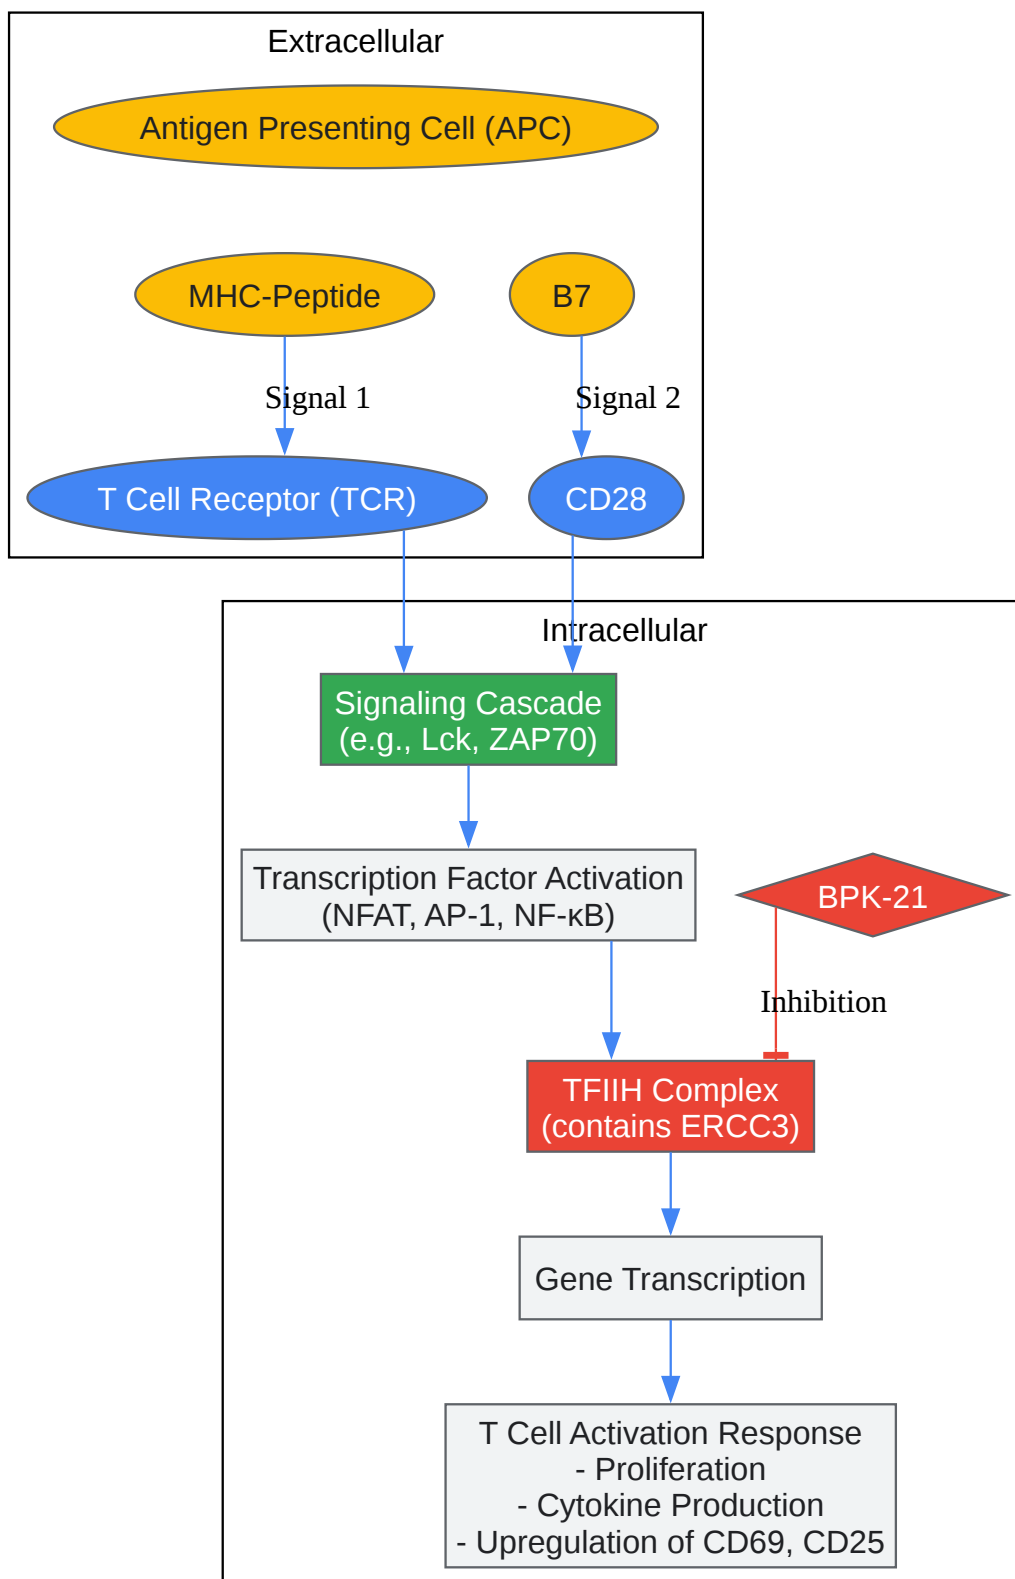 Extracellular
Antigen Presenting Cell (APC)
MHC-Peptide
B7
Signal 1
Signal 2
T Cell Receptor (TCR)
CD28
Intracellular
Signaling Cascade
(e.g., Lck, ZAP70)
Transcription Factor Activation
(NFAT, AP-1, NF-κB)
BPK-21
Inhibition
TFIIH Complex
(contains ERCC3)
Gene Transcription
T Cell Activation Response
- Proliferation
- Cytokine Production
- Upregulation of CD69, CD25